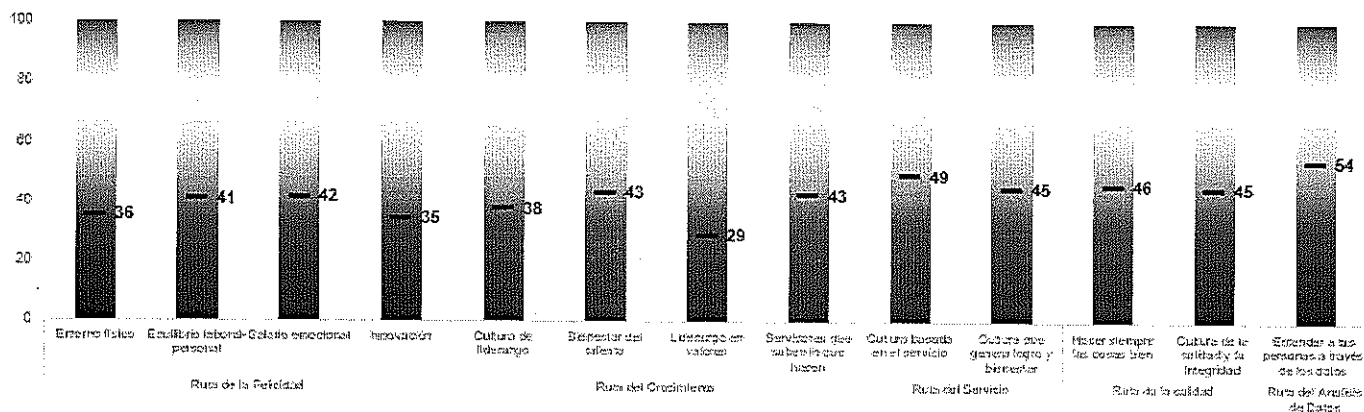 100
80
60
40
20
0
36
41
42
35
38
43
29
43
49
45
46
45
54
Entorno físico
Equilibrio laboral-
personal
Salario emocional
Innovación
Cultura de
liderazgo
Bienestar del
talento
Liderazgo en
valores
Servidores que
saben lo que
hacen
Cultura basada
en el servicio
Cultura que
genera logro y
bienestar
Hacer siempre
las cosas bien
Cultura de la
calidad y la
integridad
Entender a las
personas a través
de los datos
Ruta de la Felicidad
Ruta del Crecimiento
Ruta del Servicio
Ruta de la calidad
Ruta del Análisis
de Datos